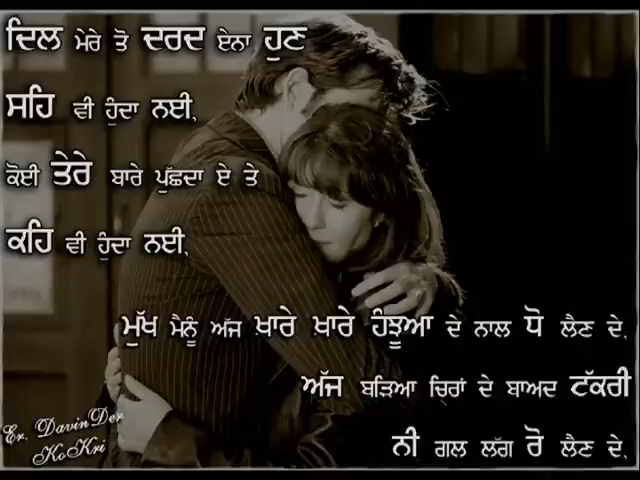 ਦਿਲ ਮੇਰੇ ਤੋ ਦਰਦ ਏਨਾ ਹੁਣ
ਸਹਿ ਵੀ ਹੁੰਦਾ ਨਈ,
ਕੋਈ ਤੇਰੇ ਬਾਰੇ ਪੁੱਛਦਾ ਏ ਤੇ
ਕਹਿ ਵੀ ਹੁੰਦਾ ਨਈ,
ਮੁੱਖ ਮੈਨੂੰ ਅੱਜ ਖਾਰੇ ਖਾਰੇ ਹੰਝੂਆ ਦੇ ਨਾਲ ਧੋ ਲੈਣ ਦੇ,
ਅੱਜ ਬੜਿਆ ਚਿਰਾਂ ਦੇ ਬਾਅਦ ਟੱਕਰੀ
ਨੀ ਗਲ ਲੱਗ ਰੋ ਲੈਣ ਦੇ,
Er. DavinDer
KoKri